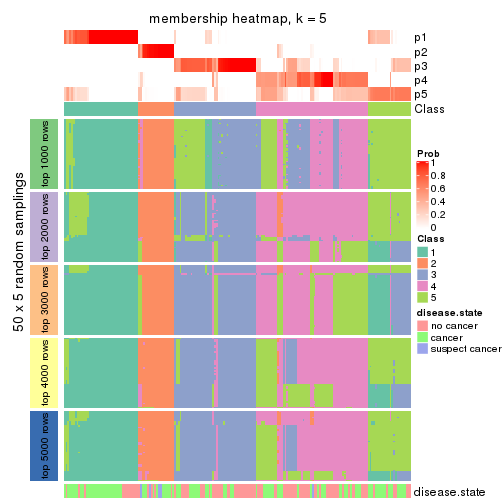 membership heatmap, k = 5
p1
p2
p3
p4
p5
Class
50 x 5 random samplings
top 1000 rows
top 2000 rows
top 3000 rows
top 4000 rows
top 5000 rows
disease.state
Prob
1
0.8
0.6
0.4
0.2
0
Class
1
2
3
4
5
disease.state
no cancer
cancer
suspect cancer